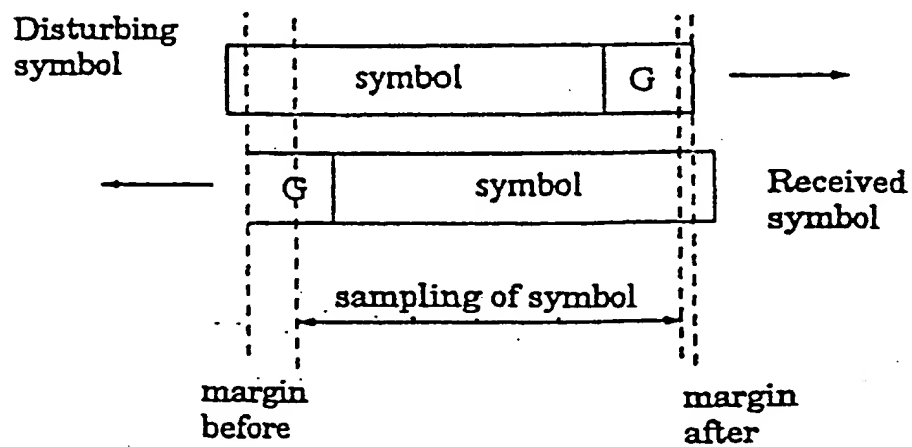 Disturbing
symbol
symbol
G
G
symbol
Received
symbol
sampling of symbol
margin
before
margin
after